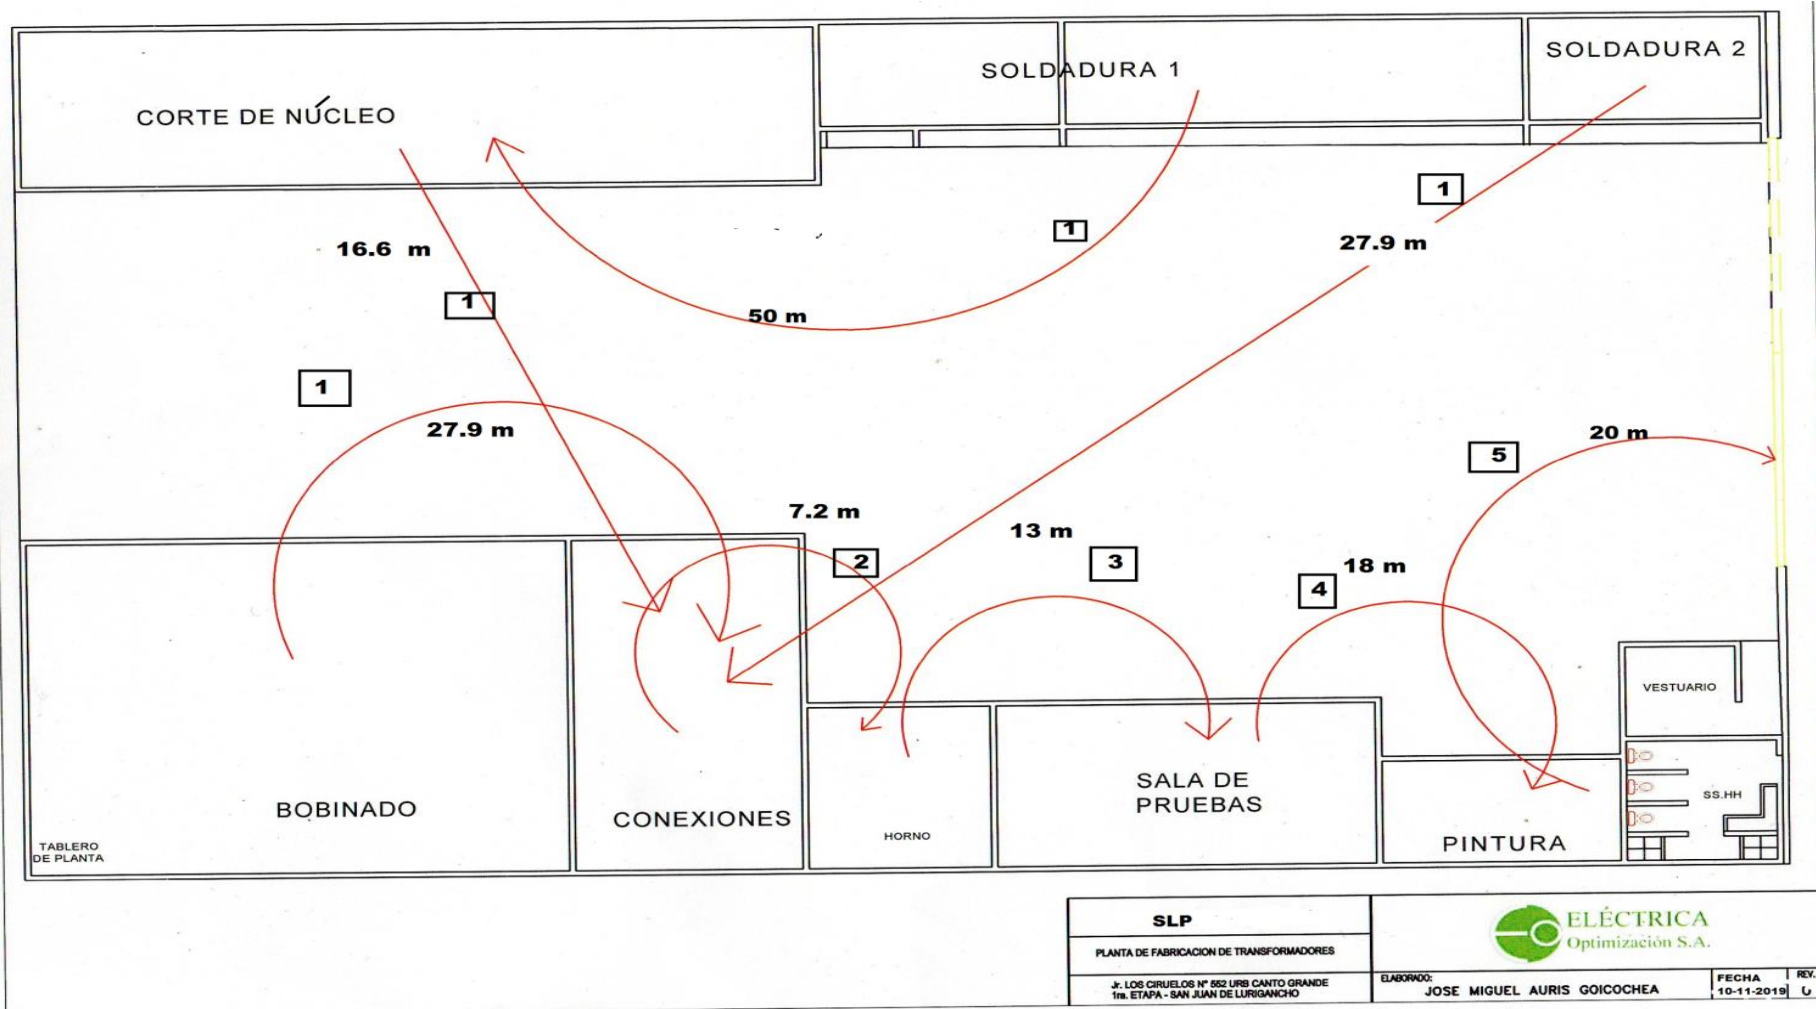 CORTE DE NÚCLEO
SOLDADURA 1
SOLDADURA 2
1
1
16.6 m
27.9 m
1
50 m
1
27.9 m
20 m
5
7.2 m
13 m
2
3
18 m
4
VESTUARIO
SALA DE
PRUEBAS
SS.HH
BOBINADO
CONEXIONES
HORNO
PINTURA
TABLERO
DE PLANTA
SLP
PLANTA DE FABRICACION DE TRANSFORMADORES
Jr. LOS CIRUELOS Nº 552 URB CANTO GRANDE
1ra. ETAPA - SAN JUAN DE LURIGANCHO
ELÉCTRICA
Optimización S.A.
ELABORADO:
JOSE MIGUEL AURIS GOICOCHEA
FECHA
10-11-2019
REV.